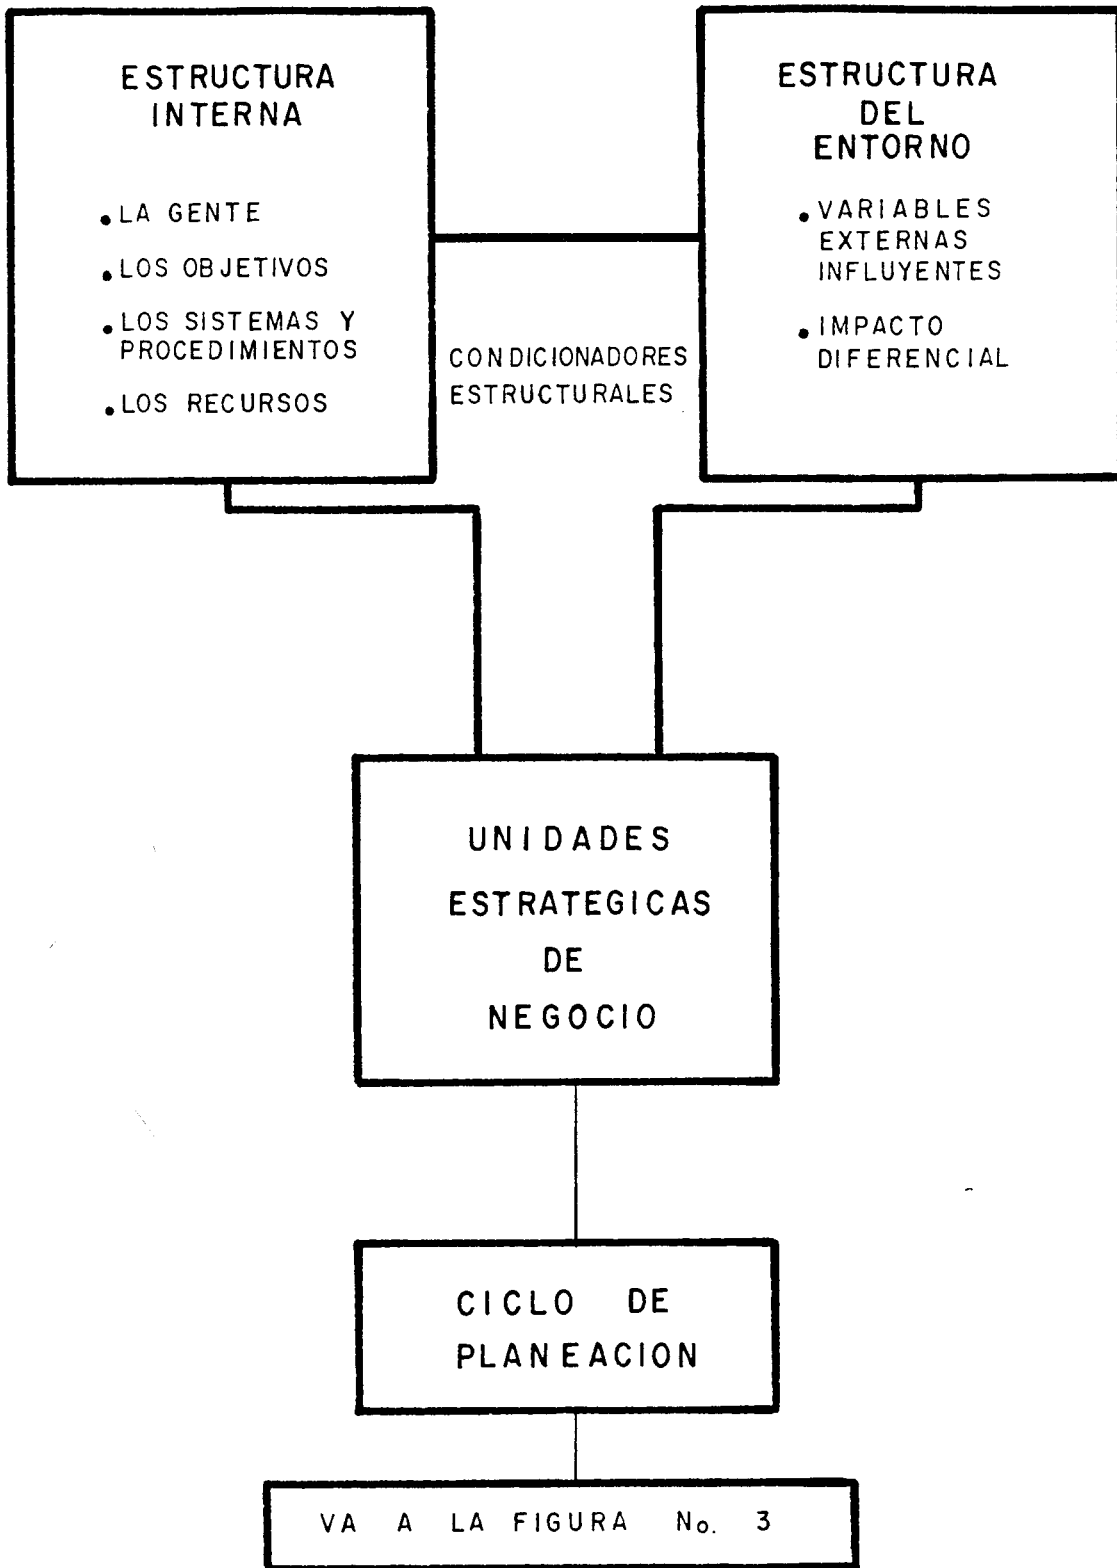 ESTRUCTURA
INTERNA
• LA GENTE
• LOS OBJETIVOS
• LOS SISTEMAS Y
PROCEDIMIENTOS
• LOS RECURSOS
CONDICIONADORES
ESTRUCTURALES
ESTRUCTURA
DEL
ENTORNO
• VARIABLES
EXTERNAS
INFLUYENTES
• IMPACTO
DIFERENCIAL
UNIDADES
ESTRATEGICAS
DE
NEGOCIO
CICLO DE
PLANEACION
VA A LA FIGURA No. 3